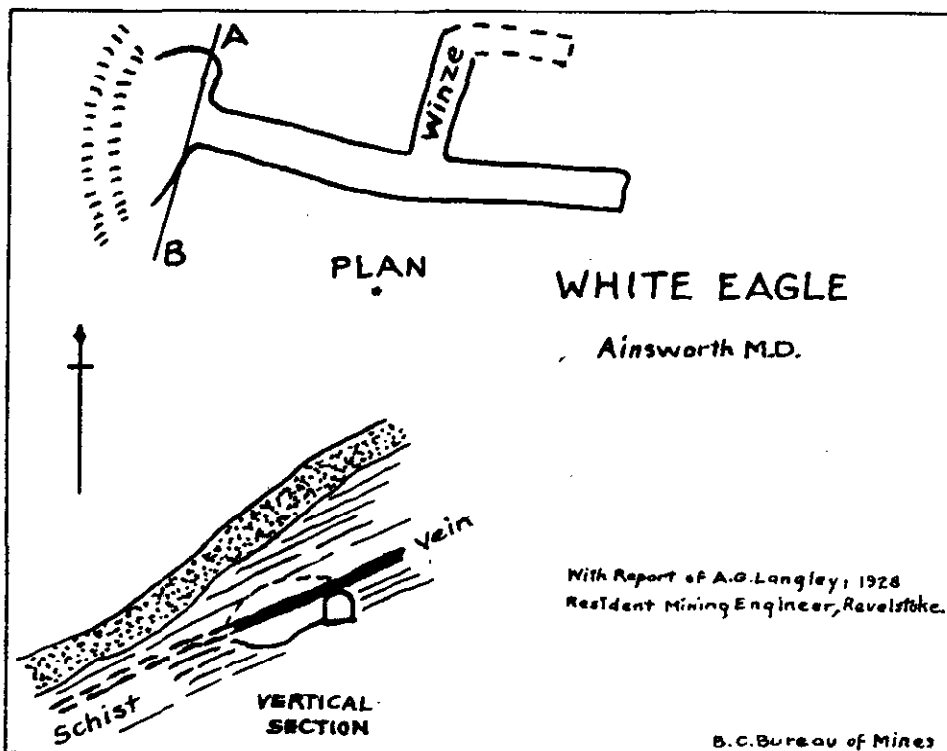 A
Winze
B
PLAN
WHITE EAGLE
Ainsworth M.D.
Vein
With Report of A.G.Langley; 1928
Resident Mining Engineer, Revelstoke.
Schist
VERTICAL
SECTION
B.C.Bureau of Mines